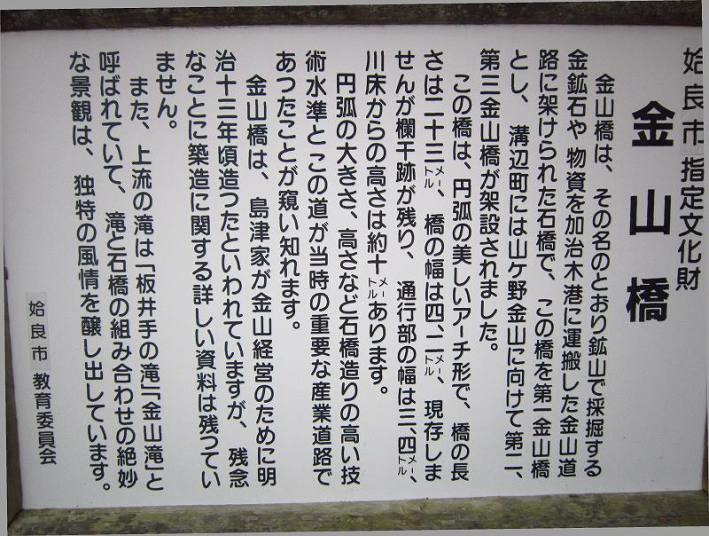 姶良市指定文化財
金山橋
金山橋は、その名のとおり鉱山で採掘する
金鉱石や物資を加治木港に運搬した金山道
路に架けられた石橋で、この橋を第一金山橋
とし、溝辺町には山ケ野金山に向けて第二、
第三金山橋が架設されました。
この橋は、円弧の美しいアーチ形で、橋の長
さは二十三メートル、橋の幅は四、二メートル、現存しま
せんが欄干跡が残り、通行部の幅は三、四メートル、
川床からの高さは約十メートルあります。
円弧の大きさ、高さなど石橋造りの高い技
術水準とこの道が当時の重要な産業道路で
あつたことが窺い知れます。
金山橋は、島津家が金山経営のために明
治十三年頃造つたといわれていますが、残念
なことに築造に関する詳しい資料は残つてい
ません。
また、上流の滝は「板井手の滝」「金山滝」と
呼ばれていて、滝と石橋の組み合わせの絶妙
な景観は、独特の風情を醸し出しています。
姶良市教育委員会